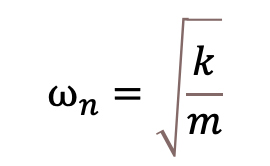 ωₙ = √(k/m)